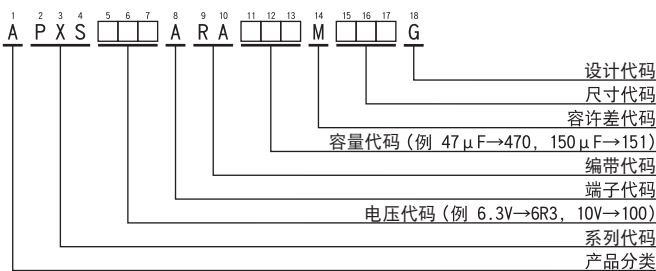 1 2 3 4 5 6 7 8 9 10 11 12 13 14 15 16 17 18
A P X S □□□ A R A □□□ M □□□ G
设计代码
尺寸代码
容许差代码
容量代码（例 47μF→470，150μF→151）
编带代码
端子代码
电压代码（例 6.3V→6R3，10V→100）
系列代码
产品分类